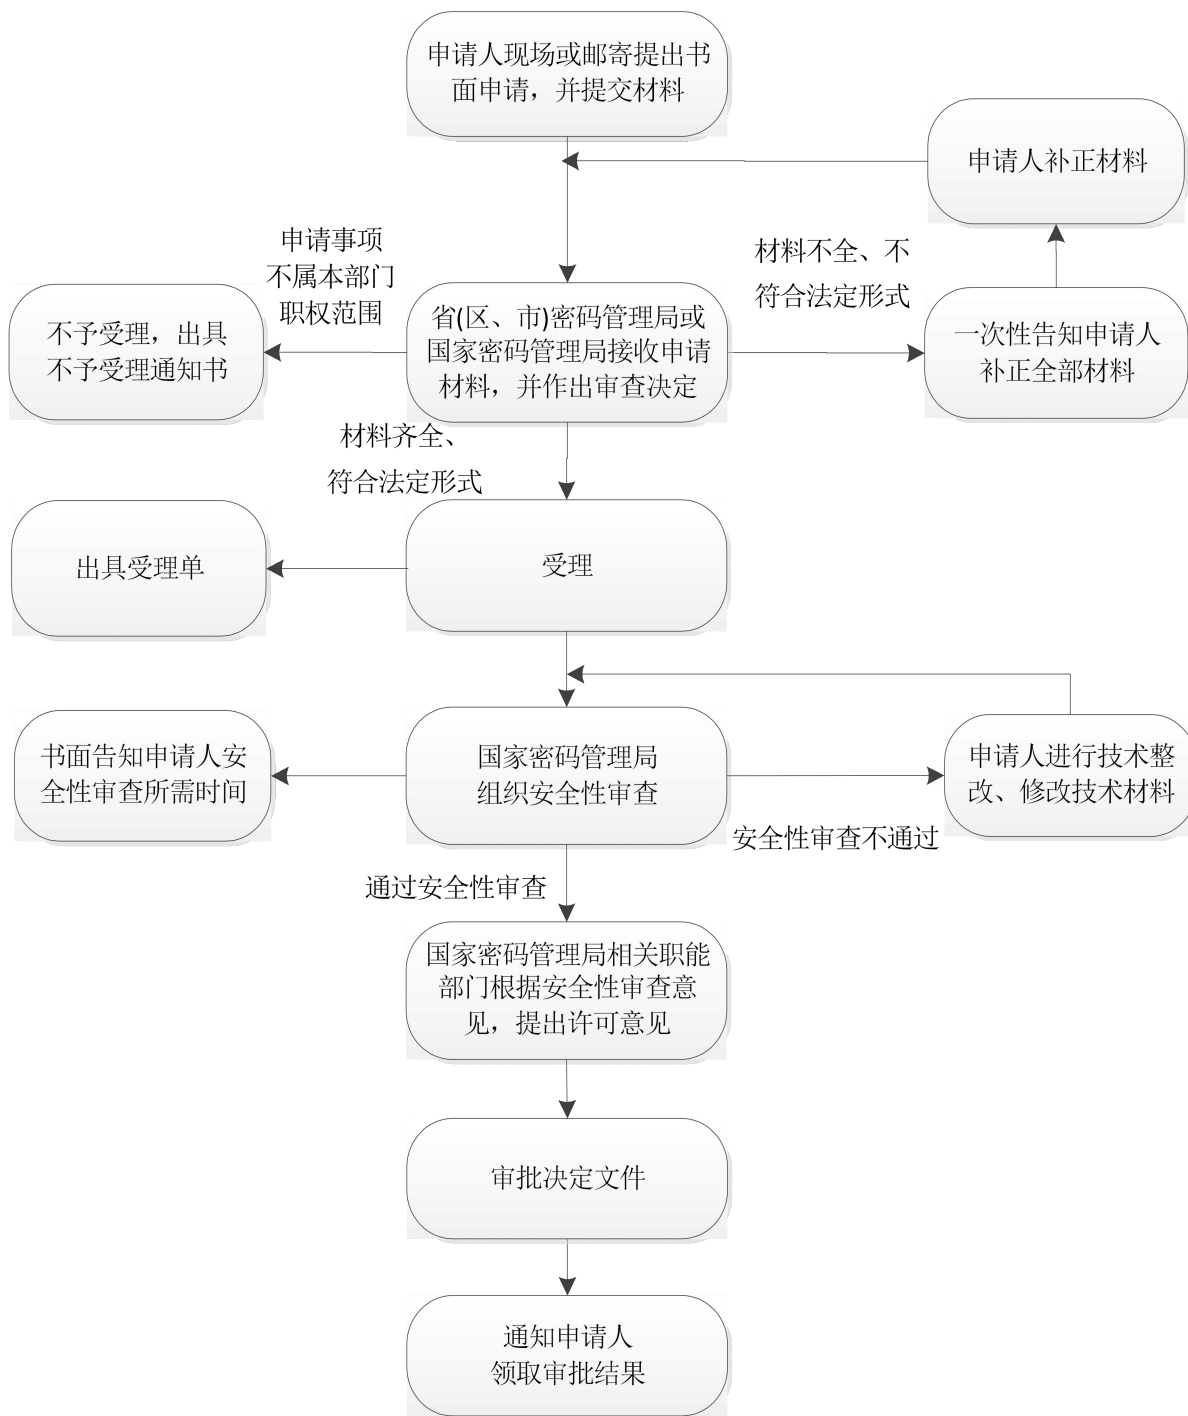 申请人现场或邮寄提出书
面申请，并提交材料
申请人补正材料
申请事项
不属本部门
职权范围
材料不全、不
符合法定形式
不予受理，出具
不予受理通知书
省(区、市)密码管理局或
国家密码管理局接收申请
材料，并作出审查决定
一次性告知申请人
补正全部材料
材料齐全、
符合法定形式
出具受理单
受理
书面告知申请人安
全性审查所需时间
国家密码管理局
组织安全性审查
申请人进行技术整
改、修改技术材料
安全性审查不通过
通过安全性审查
国家密码管理局相关职能
部门根据安全性审查意
见，提出许可意见
审批决定文件
通知申请人
领取审批结果